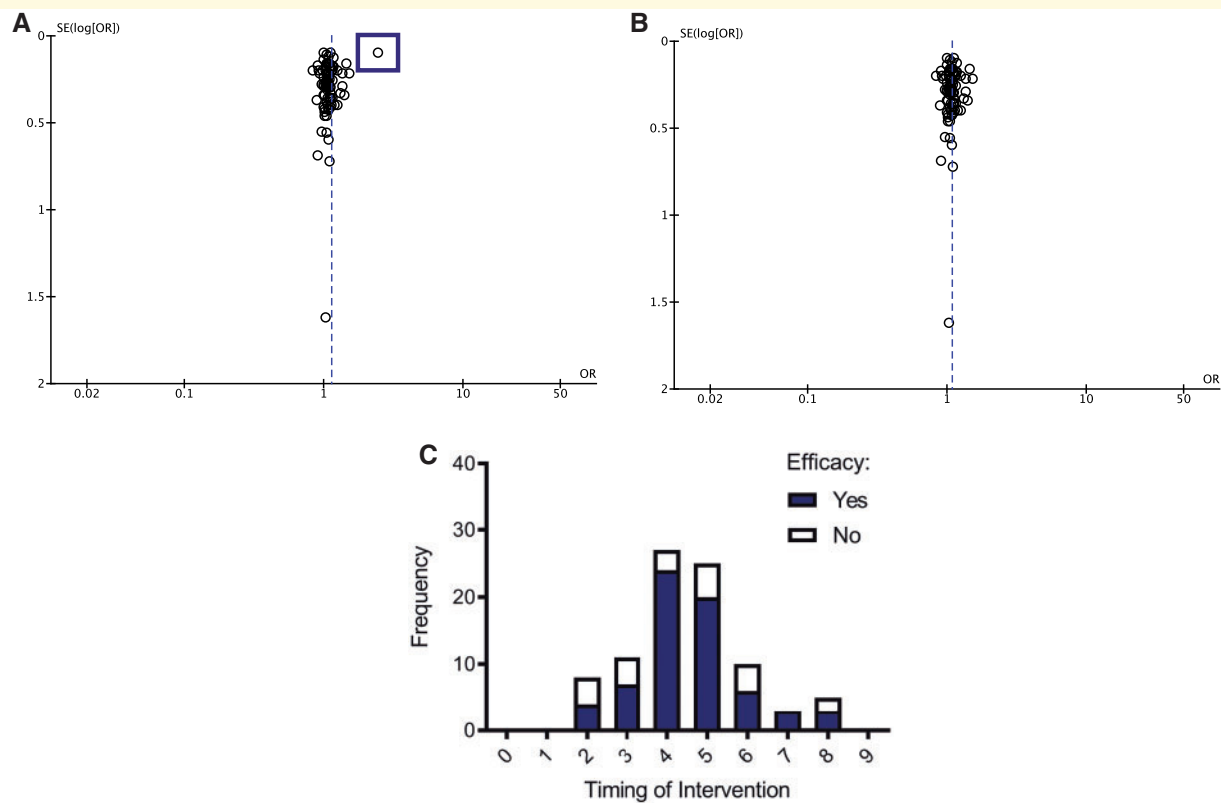 A
SE(log[OR])
0
0.5
1
1.5
2
0.02 0.1 1 10 50
OR
B
SE(log[OR])
0
0.5
1
1.5
2
0.02 0.1 1 10 50
OR
C
Efficacy:
Yes
No
Frequency
40
30
20
10
0
0 1 2 3 4 5 6 7 8 9
Timing of Intervention